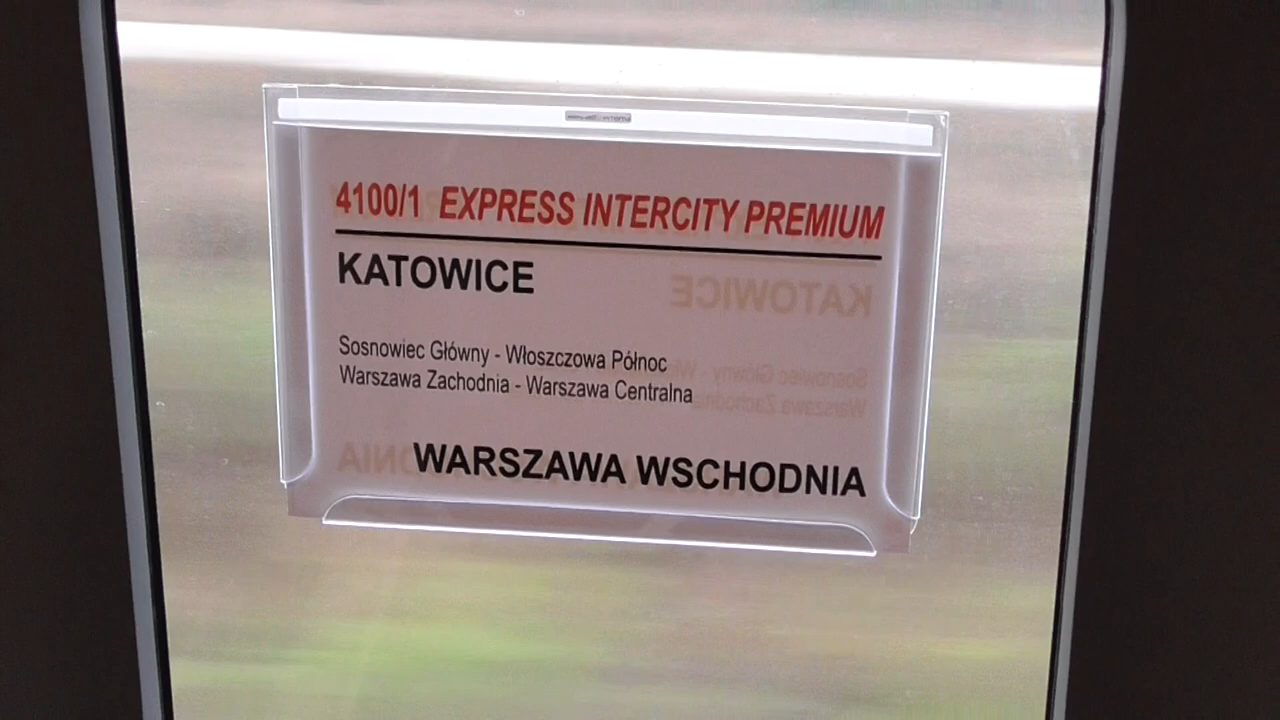 4100/1 EXPRESS INTERCITY PREMIUM
KATOWICE
Sosnowiec Główny - Włoszczowa Północ
Warszawa Zachodnia - Warszawa Centralna
WARSZAWA WSCHODNIA